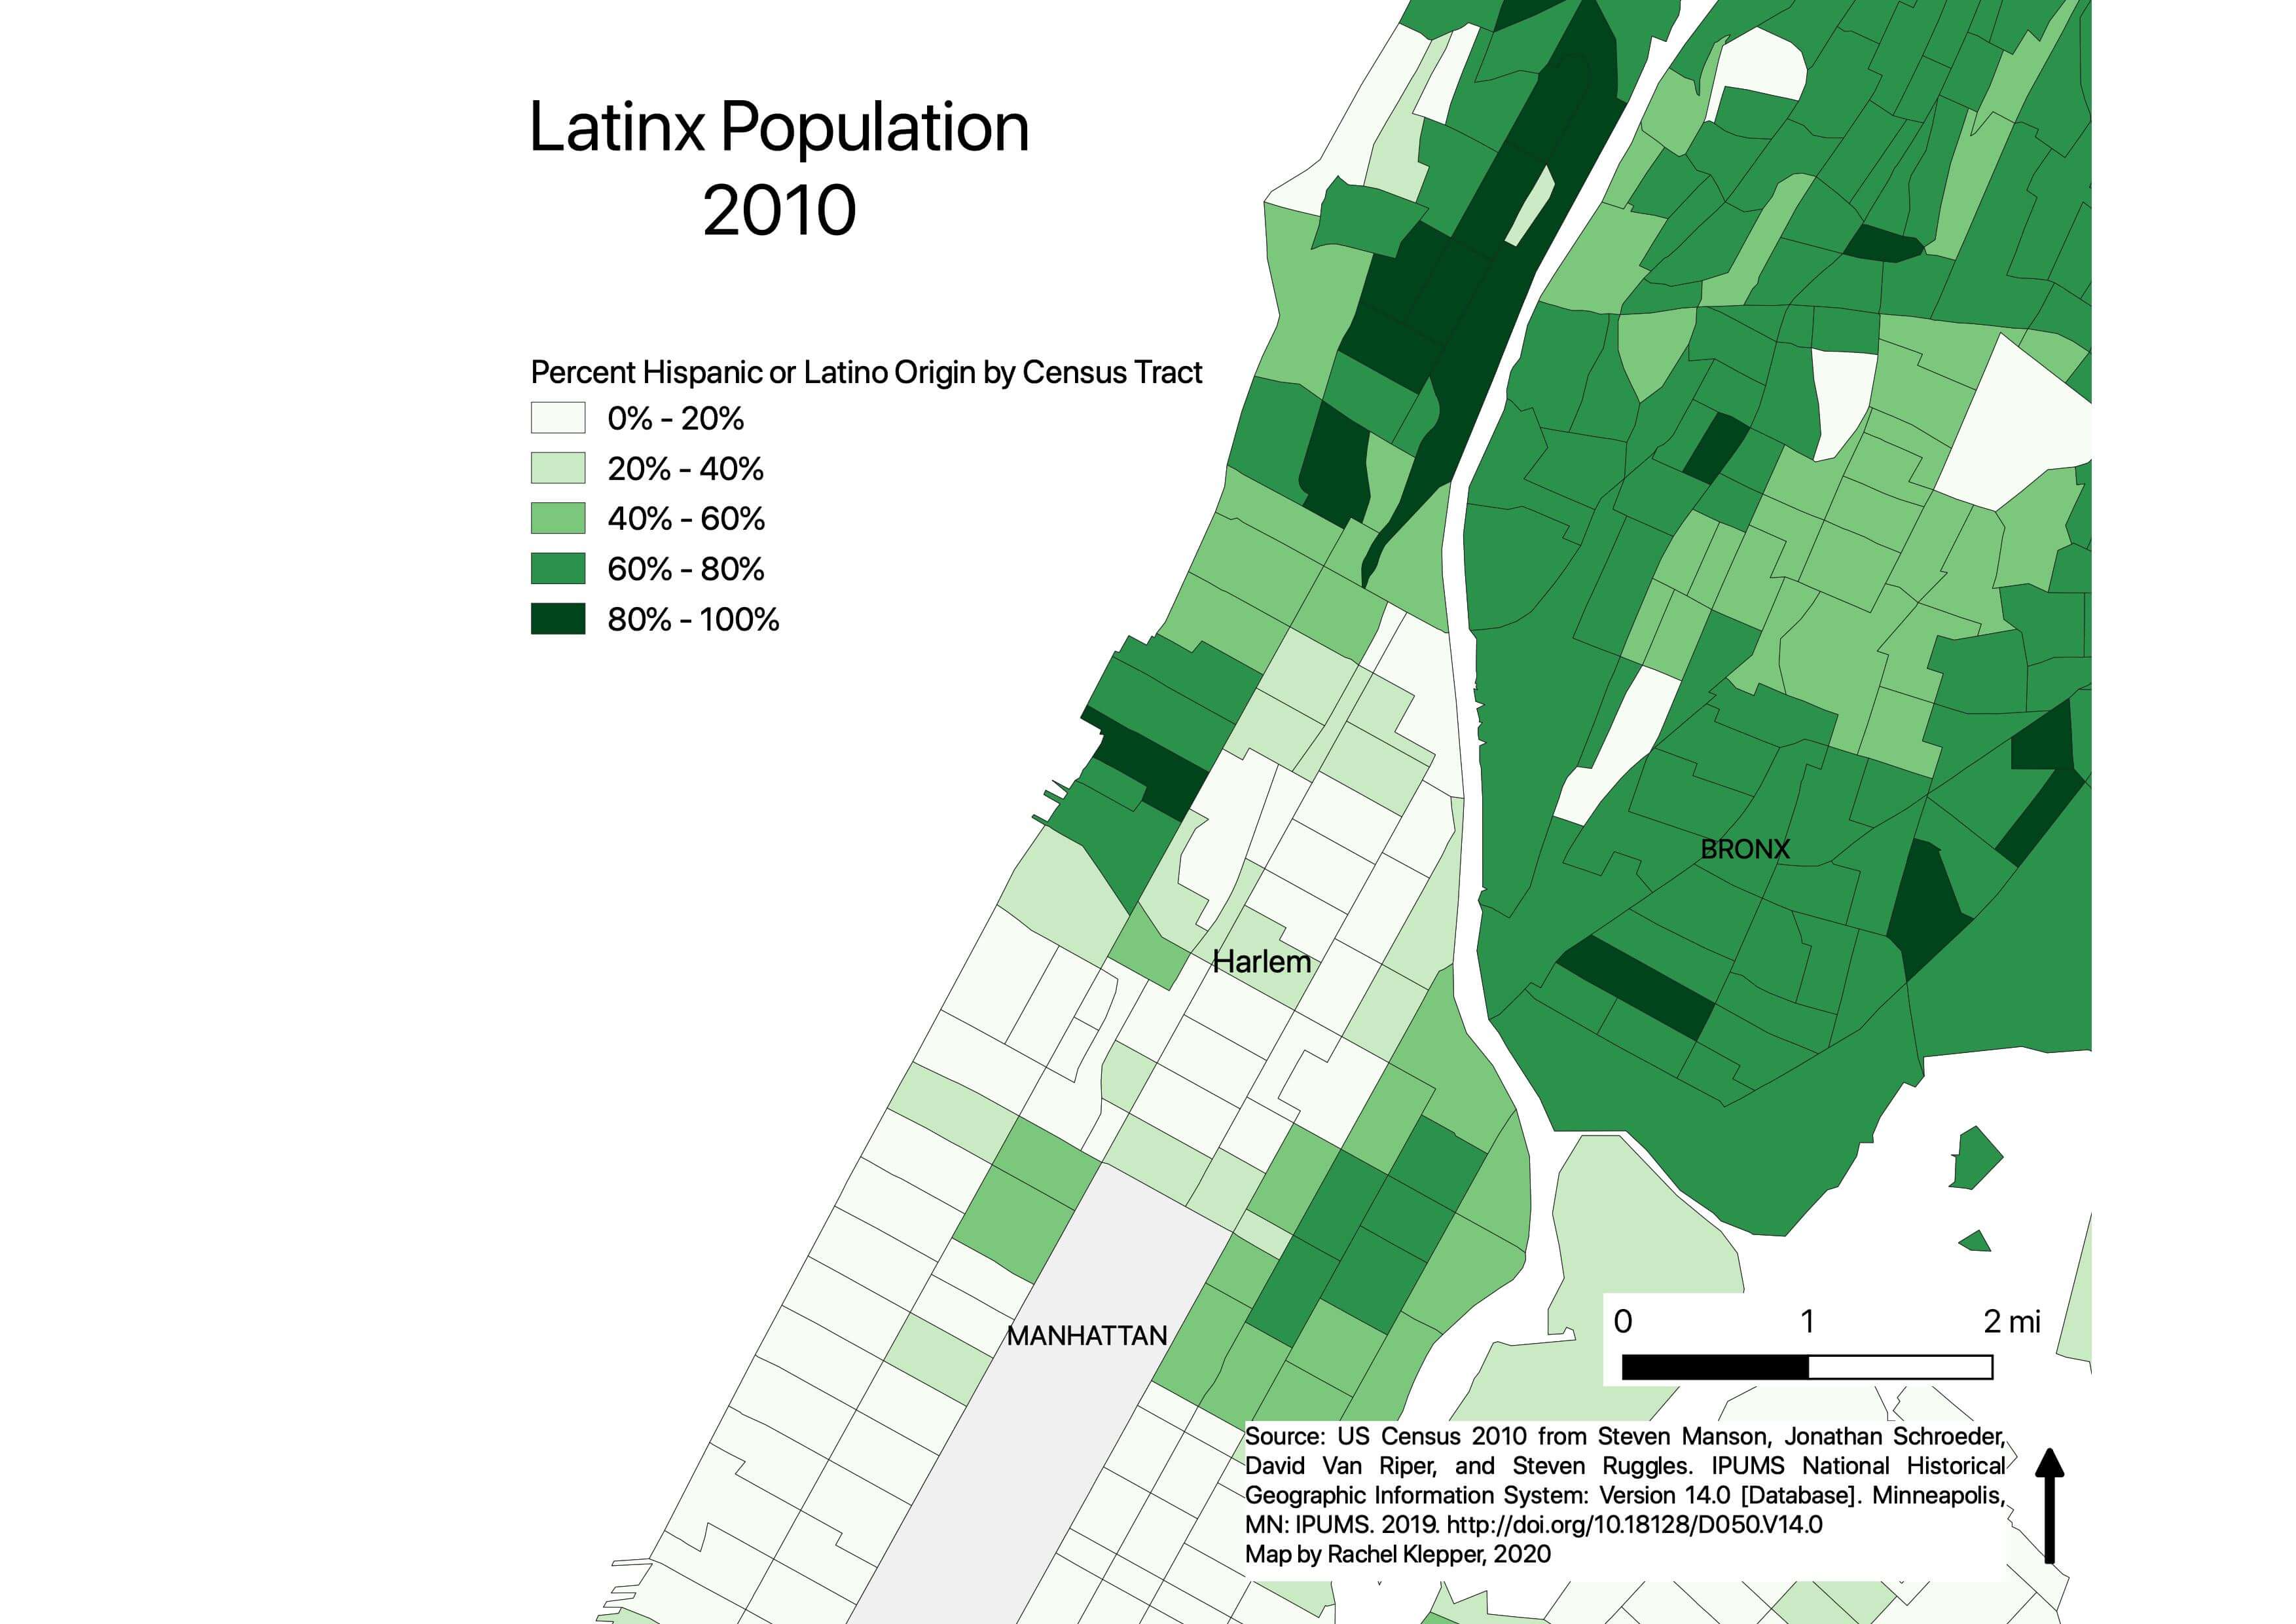 Latinx Population
2010
Percent Hispanic or Latino Origin by Census Tract
0% - 20%
20% - 40%
40% - 60%
60% - 80%
80% - 100%
BRONX
Harlem
MANHATTAN
0 1 2 mi
Source: US Census 2010 from Steven Manson, Jonathan Schroeder,
David Van Riper, and Steven Ruggles. IPUMS National Historical
Geographic Information System: Version 14.0 [Database]. Minneapolis,
MN: IPUMS. 2019. http://doi.org/10.18128/D050.V14.0
Map by Rachel Klepper, 2020